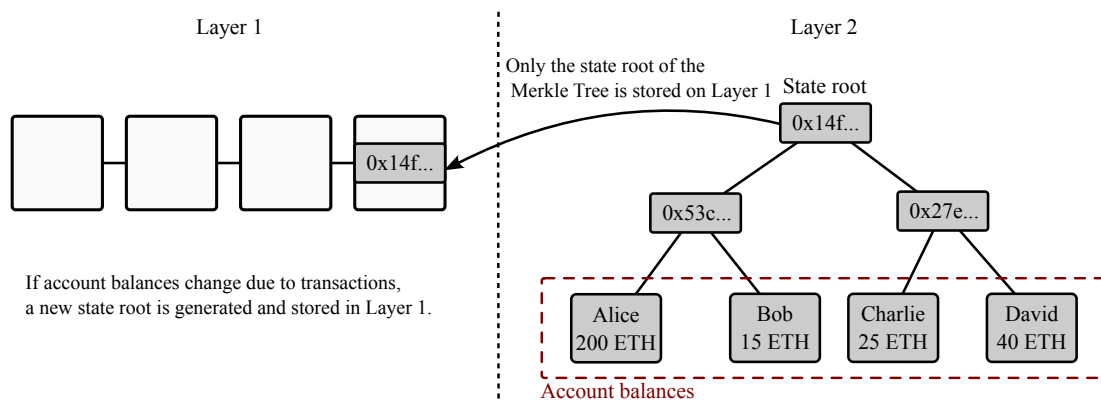 Layer 1
Layer 2
Only the state root of the
Merkle Tree is stored on Layer 1
State root
0x14f...
0x14f...
0x53c...
0x27e...
If account balances change due to transactions,
a new state root is generated and stored in Layer 1.
Alice
200 ETH
Bob
15 ETH
Charlie
25 ETH
David
40 ETH
Account balances